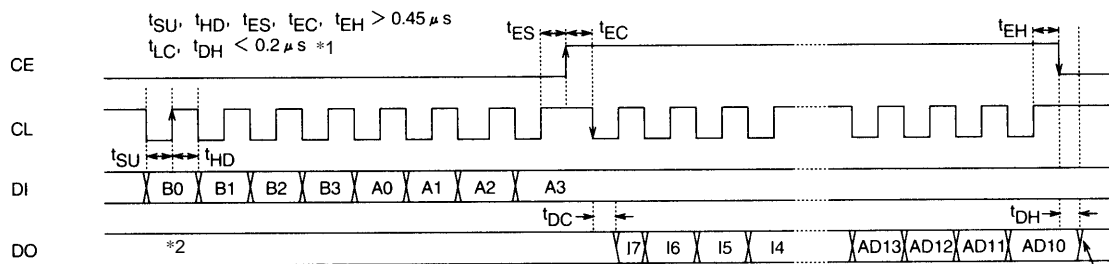 tSU, tHD, tES, tEC, tEH > 0.45 μs
tLC, tDH < 0.2 μs *1
tES tEC tEH
CE
CL
tSU tHD
DI B0 B1 B2 B3 A0 A1 A2 A3
tDC tDH
DO *2 I7 I6 I5 I4 AD13 AD12 AD11 AD10